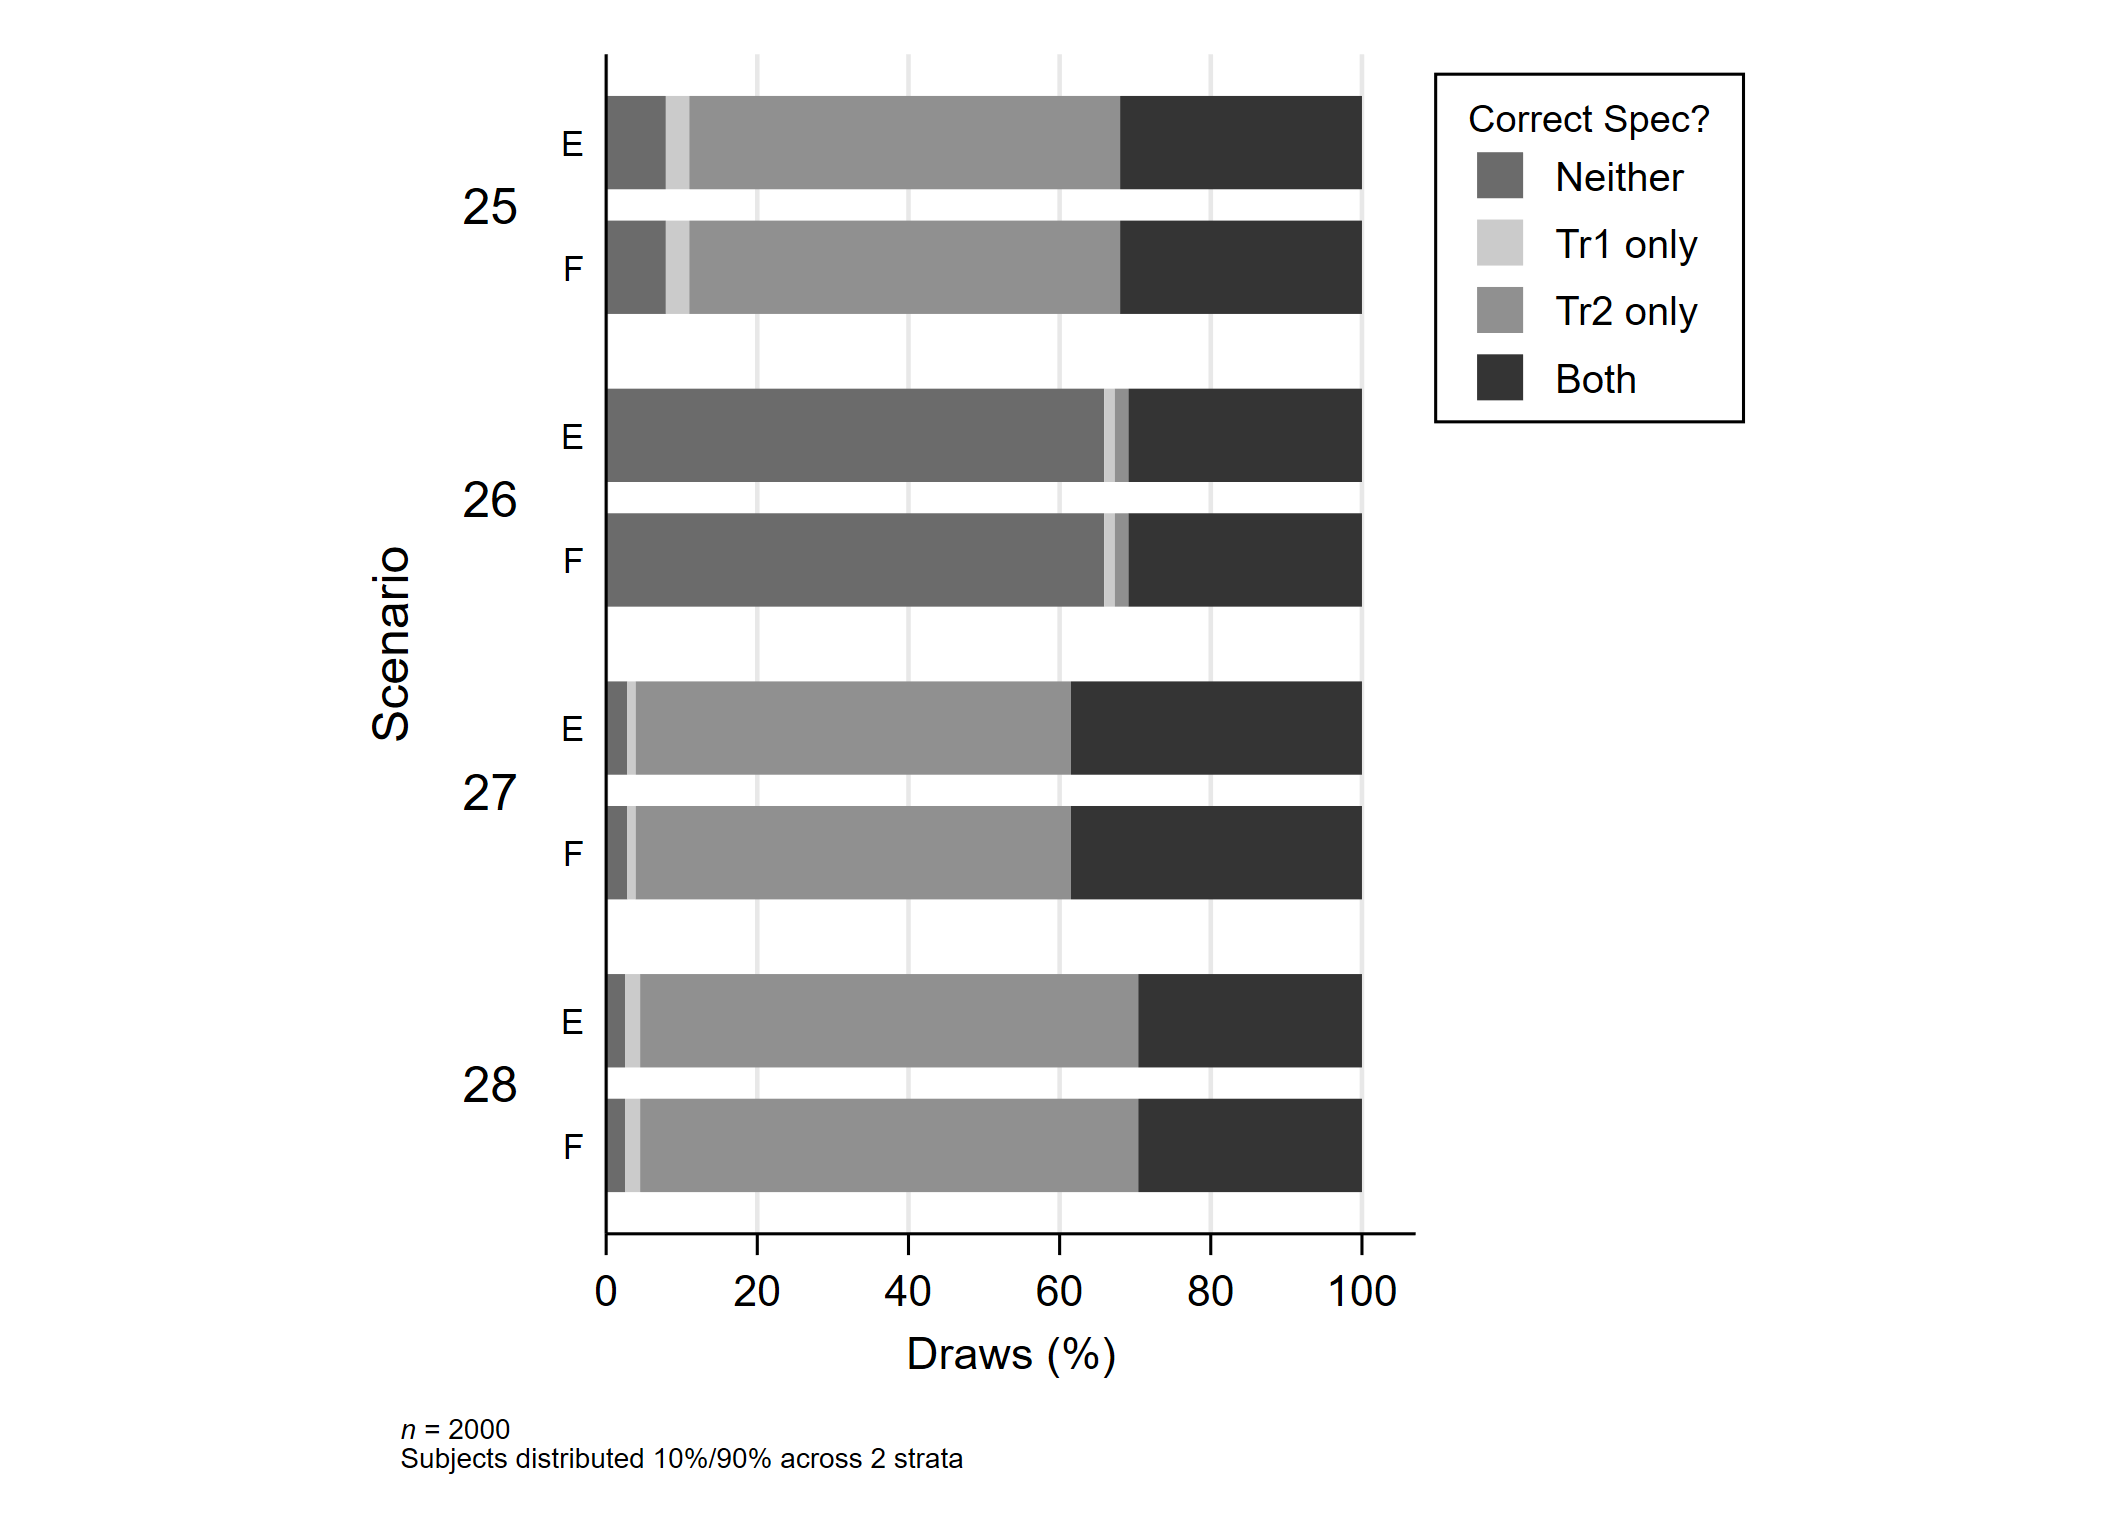 Correct Spec?
Neither
Tr1 only
Tr2 only
Both
Scenario
25
E
F
26
E
F
27
E
F
28
E
F
0 20 40 60 80 100
Draws (%)
n = 2000
Subjects distributed 10%/90% across 2 strata